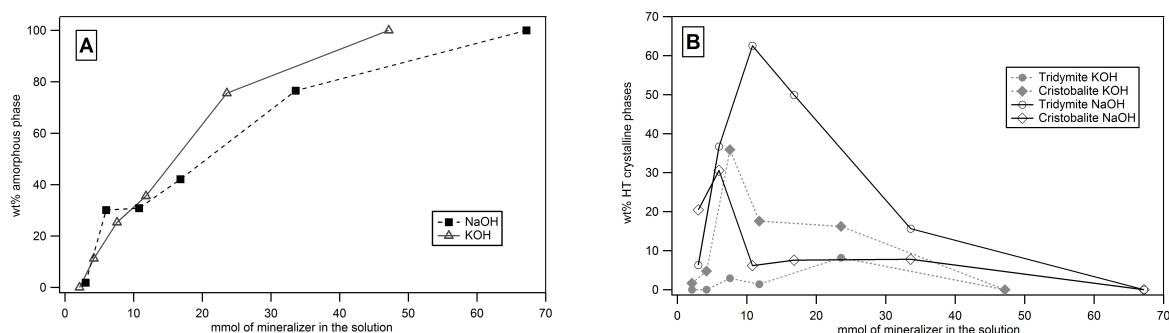 A
wt% amorphous phase
100
80
60
40
20
0
0 10 20 30 40 50 60 70
mmol of mineralizer in the solution
NaOH
KOH
B
wt% HT crystalline phases
70
60
50
40
30
20
10
0
0 10 20 30 40 50 60 70
mmol of mineralizer in the solution
Tridymite KOH
Cristobalite KOH
Tridymite NaOH
Cristobalite NaOH